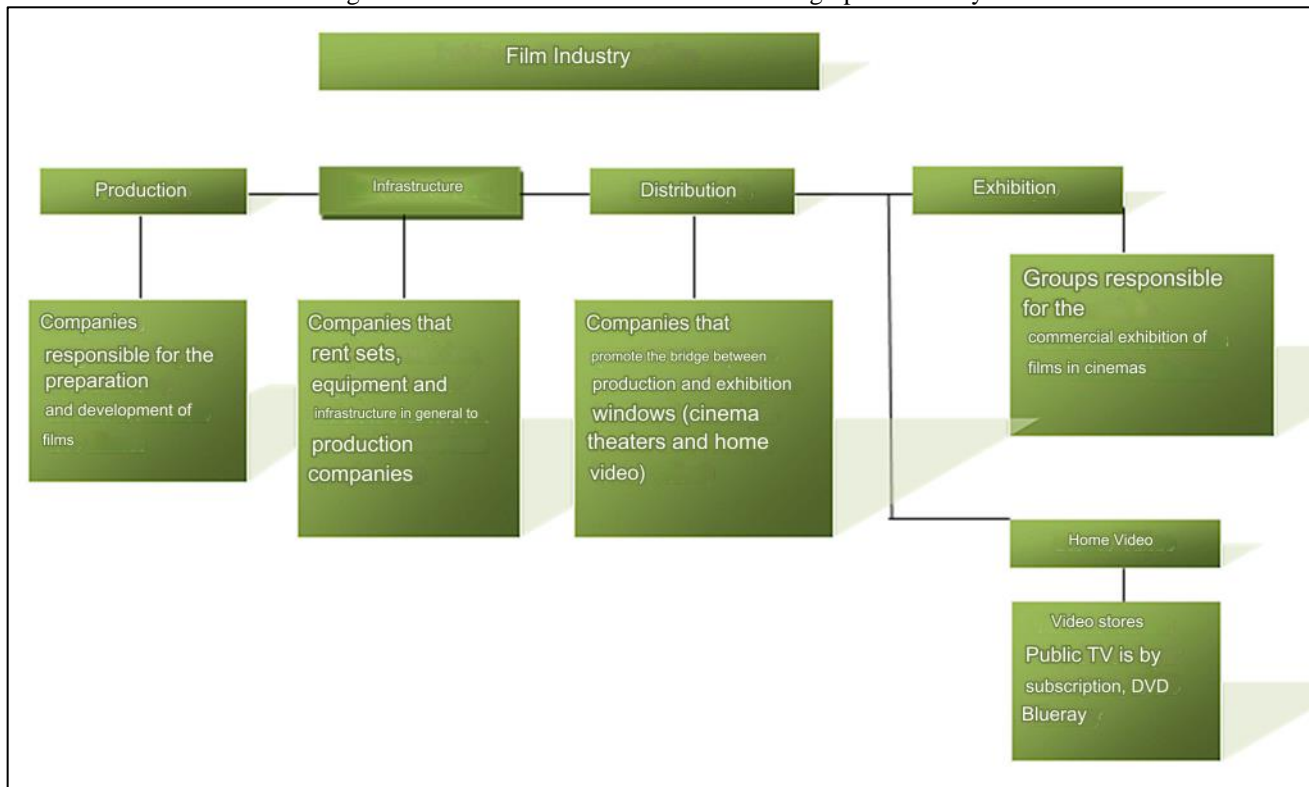 Film Industry
Production
Infrastructure
Distribution
Exhibition
Companies
responsible for the
preparation
and development of
films
Companies that
rent sets,
equipment and
infrastructure in general to
production
companies
Companies that
promote the bridge between
production and exhibition
windows (cinema
theaters and home
video)
Groups responsible
for the
commercial exhibition of
films in cinemas
Home Video
Video stores
Public TV is by
subscription, DVD
Blueray